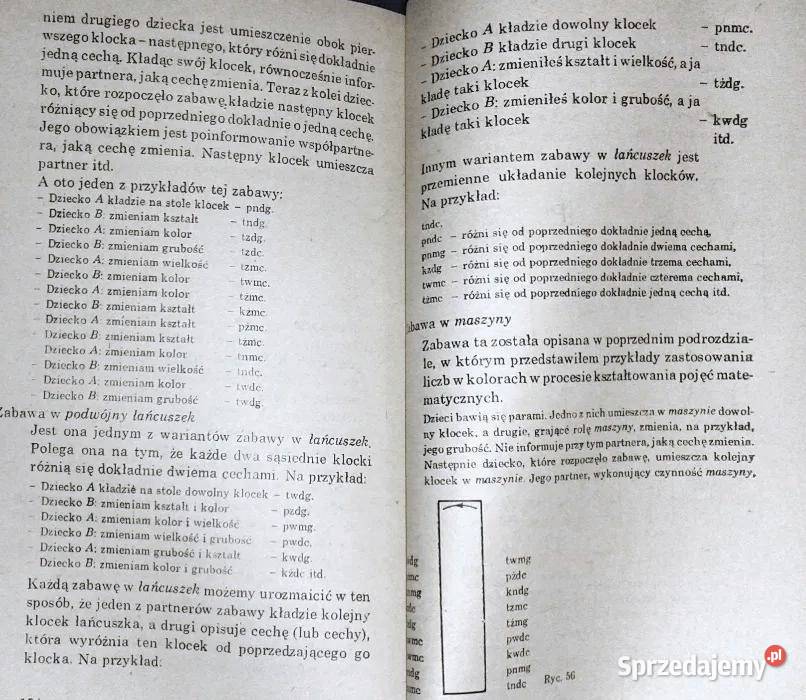 niem drugiego dziecka jest umieszczenie obok pier-
wszego klocka – następnego, który różni się dokładnie
jedną cechą. Kładąc swój klocek, równocześnie infor-
muje partnera, jaką cechę zmienia. Teraz z kolei dziec-
ko, które rozpoczęło zabawę, kładzie następny klocek
różniący się od poprzedniego dokładnie o jedną cechę.
Jego obowiązkiem jest poinformowanie współpartne-
ra, jaką cechę zmienia. Następny klocek umieszcza
partner itd.
A oto jeden z przykładów tej zabawy:
– Dziecko A kładzie na stole klocek – pndg.
– Dziecko B: zmieniam kształt – tndg.
– Dziecko A: zmieniam kolor – tzdg.
– Dziecko B: zmieniam grubość – tzdc.
– Dziecko A: zmieniam wielkość – tzmc.
– Dziecko B: zmieniam kolor – twmc.
– Dziecko A: zmieniam kolor – tżmc.
– Dziecko B: zmieniam kształt – kżmc.
– Dziecko A: zmieniam kształt – pżmc.
– Dziecko B: zmieniam kształt – tżmc.
– Dziecko A: zmieniam kolor – tnmc.
– Dziecko B: zmieniam wielkość – tndc.
– Dziecko A: zmieniam kolor – twdc.
– Dziecko B: zmieniam grubość – twdg.
Zabawa w podwójny łańcuszek
Jest ona jednym z wariantów zabawy w łańcuszek.
Polega ona na tym, że każde dwa sąsiednie klocki
różnią się dokładnie dwiema cechami. Na przykład:
– Dziecko A kładzie na stole dowolny klocek – twdg.
– Dziecko B: zmieniam kształt i kolor – pzdg.
– Dziecko A: zmieniam kolor i wielkość – pwmg.
– Dziecko B: zmieniam wielkość i grubość – pwdc.
– Dziecko A: zmieniam grubość i kształt – kwdg.
– Dziecko B: zmieniam kolor i grubość – kżdc itd.
Każdą zabawę w łańcuszek możemy urozmaicić w ten
sposób, że jeden z partnerów zabawy kładzie kolejny
klocek łańcuszka, a drugi opisuje cechę (lub cechy),
która wyróżnia ten klocek od poprzedzającego go
klocka. Na przykład:
– Dziecko A kładzie dowolny klocek – pnmc.
– Dziecko B kładzie drugi klocek – tndc.
– Dziecko A: zmieniłeś kształt i wielkość, a ja
kładę taki klocek – tżdg.
– Dziecko B: zmieniłeś kolor i grubość, a ja
kładę taki klocek – kwdg
itd.
Innym wariantem zabawy w łańcuszek jest
przemienne układanie kolejnych klocków.
Na przykład:
tndc.
pndc – różni się od poprzedniego dokładnie jedną cechą,
pnmg – różni się od poprzedniego dokładnie dwiema cechami,
kzdg – różni się od poprzedniego dokładnie trzema cechami,
twmc – różni się od poprzedniego dokładnie czterema cechami,
tżmc – różni się od poprzedniego dokładnie jedną cechą itd.
Zabawa w maszyny
Zabawa ta została opisana w poprzednim podrozdzia-
le, w którym przedstawiłem przykłady zastosowania
liczb w kolorach w procesie kształtowania pojęć mate-
matycznych.
Dzieci bawią się parami. Jedno z nich umieszcza w maszynie dowol-
ny klocek, a drugie, grające rolę maszyny, zmienia, na przykład,
jego grubość. Nie informuje przy tym partnera, jaką cechę zmienia.
Następnie dziecko, które rozpoczęło zabawę, umieszcza kolejny
klocek w maszynie. Jego partner, wykonujący czynność maszyny,
twmg
pżdc
kndg
tzmc
tżmg
pwdc
kwdc
pnmg
tndc
Ryc. 56
Sprzedajemy.pl